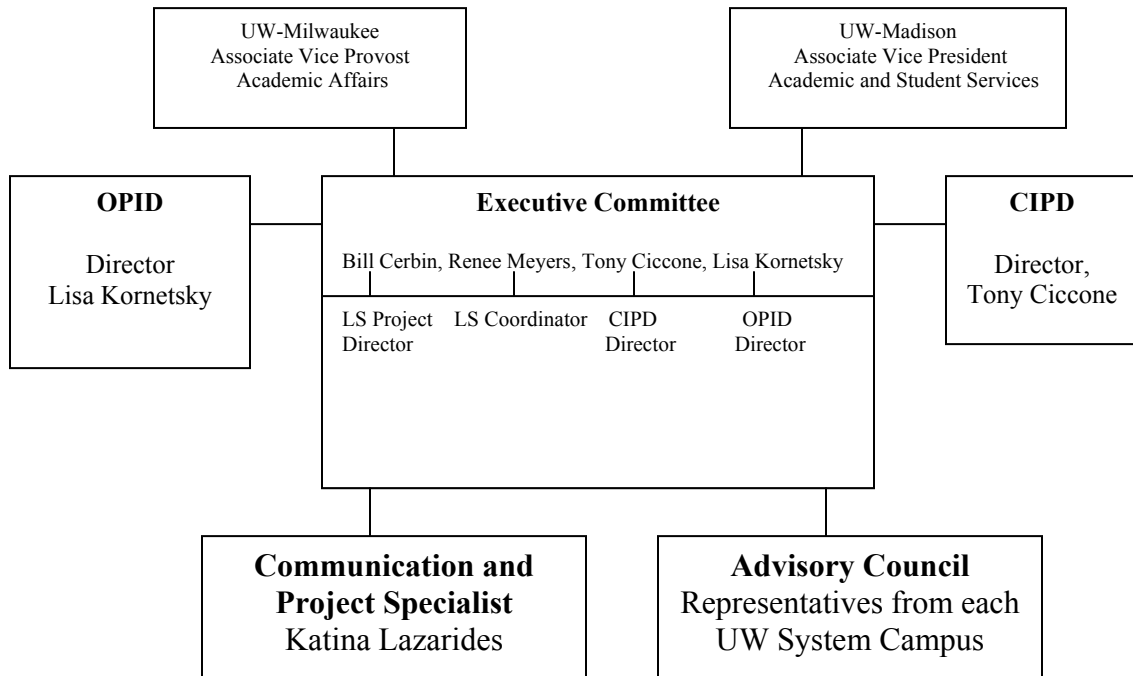 UW-Milwaukee
Associate Vice Provost
Academic Affairs
UW-Madison
Associate Vice President
Academic and Student Services
OPID
Director
Lisa Kornetsky
Executive Committee
Bill Cerbin, Renee Meyers, Tony Ciccone, Lisa Kornetsky
LS Project
Director
LS Coordinator
CIPD
Director
OPID
Director
CIPD
Director,
Tony Ciccone
Communication and
Project Specialist
Katina Lazarides
Advisory Council
Representatives from each
UW System Campus